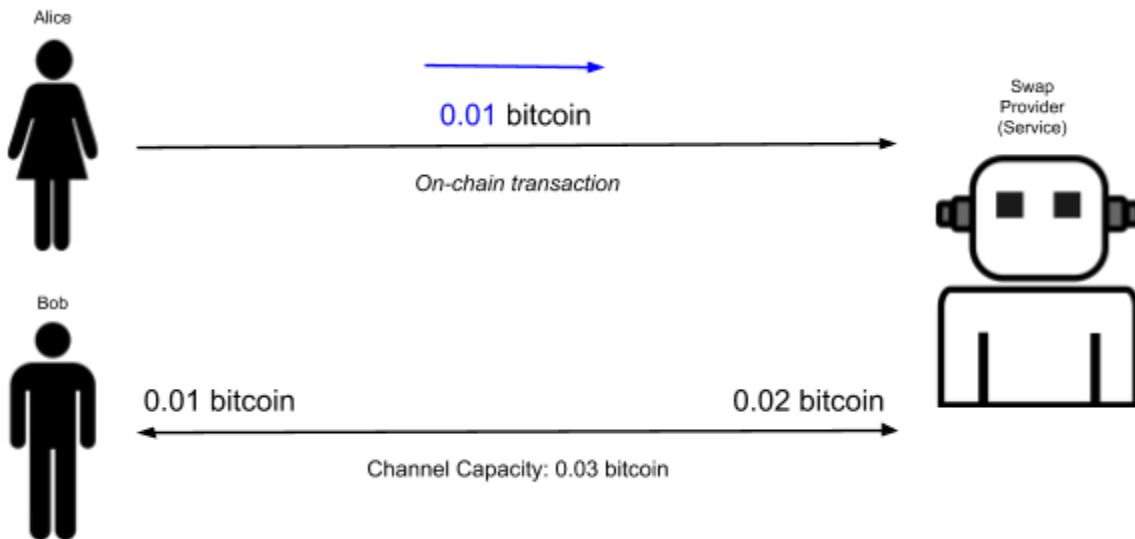 Alice
0.01 bitcoin
On-chain transaction
Swap
Provider
(Service)
Bob
0.01 bitcoin
0.02 bitcoin
Channel Capacity: 0.03 bitcoin